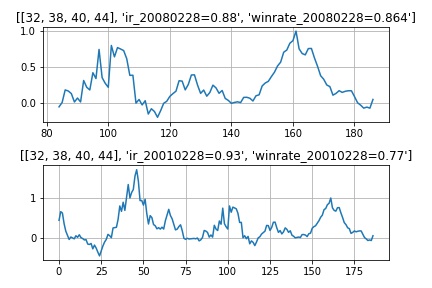 [[32, 38, 40, 44], 'ir_20080228=0.88', 'winrate_20080228=0.864']
1.0
0.5
0.0
80 100 120 140 160 180
[[32, 38, 40, 44], 'ir_20010228=0.93', 'winrate_20010228=0.77']
1
0
0 25 50 75 100 125 150 175